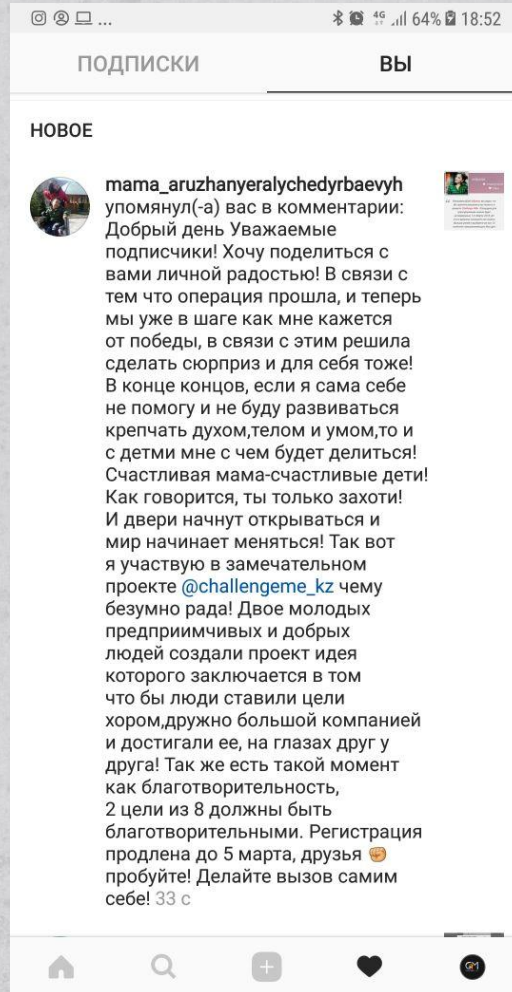 ... 4G 64% 18:52
ПОДПИСКИ ВЫ
НОВОЕ
mama_aruzhanyeralychedyrbaevyh
упомянул(-а) вас в комментарии:
Добрый день Уважаемые
подписчики! Хочу поделиться с
вами личной радостью! В связи с
тем что операция прошла, и теперь
мы уже в шаге как мне кажется
от победы, в связи с этим решила
сделать сюрприз и для себя тоже!
В конце концов, если я сама себе
не помогу и не буду развиваться
крепчать духом,телом и умом,то и
с детми мне с чем будет делиться!
Счастливая мама-счастливые дети!
Как говорится, ты только захоти!
И двери начнут открываться и
мир начинает меняться! Так вот
я участвую в замечательном
проекте @challengeme_kz чему
безумно рада! Двое молодых
предприимчивых и добрых
людей создали проект идея
которого заключается в том
что бы люди ставили цели
хором,дружно большой компанией
и достигали ее, на глазах друг у
друга! Так же есть такой момент
как благотворительность,
2 цели из 8 должны быть
благотворительными. Регистрация
продлена до 5 марта, друзья ✊
пробуйте! Делайте вызов самим
себе! 33 с